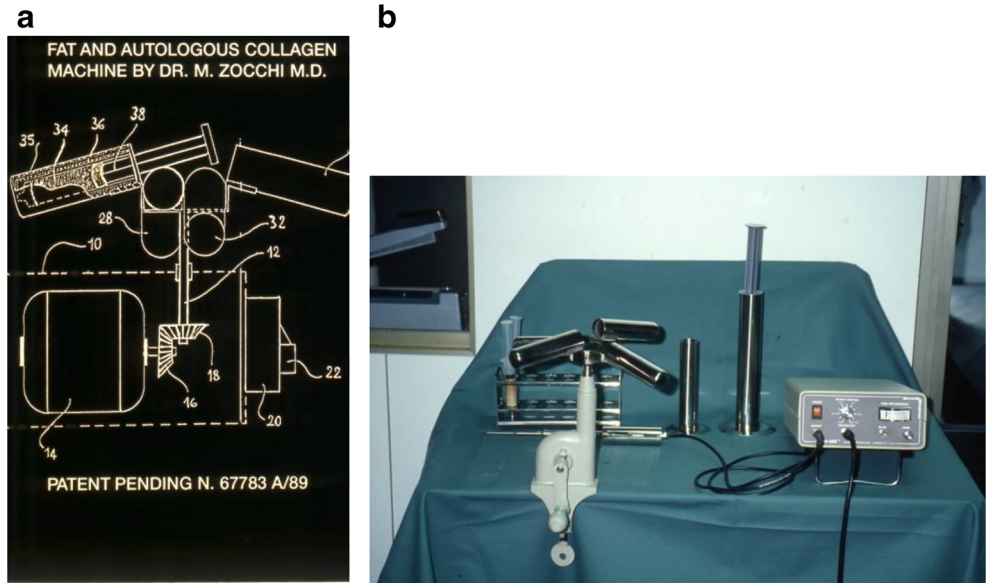 a
b
FAT AND AUTOLOGOUS COLLAGEN
MACHINE BY DR. M. ZOCCHI M.D.
38
36
34
35
28
32
10
12
18
16
22
20
14
PATENT PENDING N. 67783 A/89